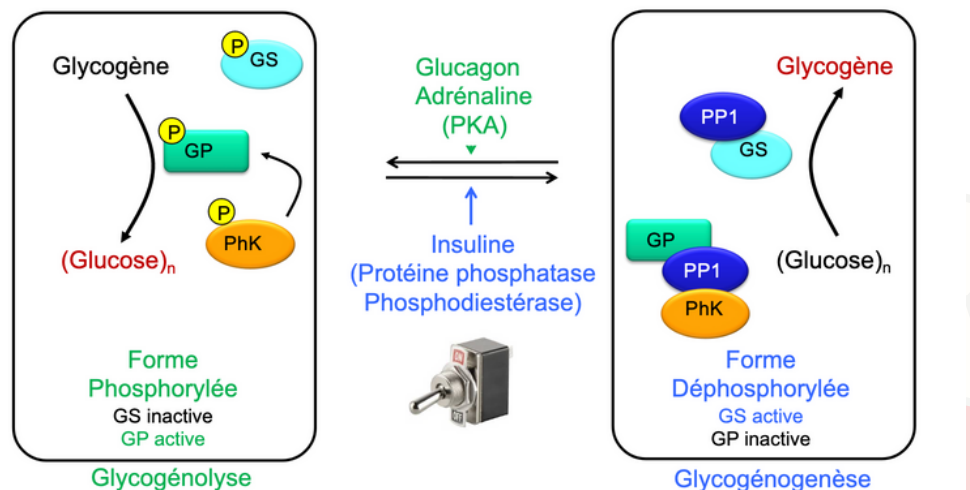 Glycogène
P
GS
P
GP
P
PhK
(Glucose)n
Forme
Phosphorylée
GS inactive
GP active
Glycogénolyse
Glucagon
Adrénaline
(PKA)
Insuline
(Protéine phosphatase
Phosphodiestérase)
Glycogène
PP1
GS
GP
PP1
PhK
(Glucose)n
Forme
Déphosphorylée
GS active
GP inactive
Glycogénogenèse